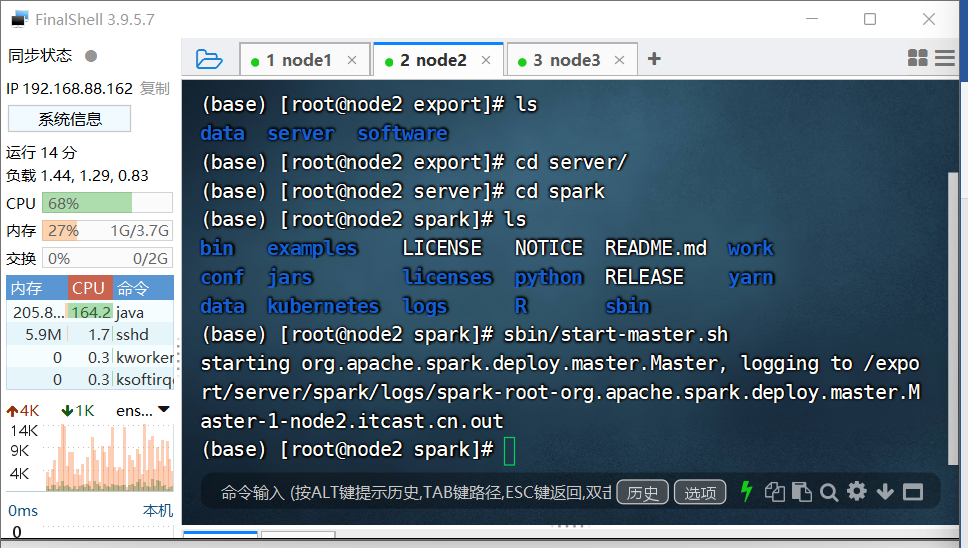 FinalShell 3.9.5.7
同步状态
IP 192.168.88.162 复制
系统信息
运行 14 分
负载 1.44, 1.29, 0.83
CPU 68%
内存 27% 1G/3.7G
交换 0% 0/2G
内存 CPU 命令
205.8... 164.2 java
5.9M 1.7 sshd
0 0.3 kworker
0 0.3 ksoftirq
4K 1K ens...
14K
9K
4K
0ms 本机
0
1 node1 ×
2 node2 ×
3 node3 ×
+
(base) [root@node2 export]# ls
data server software
(base) [root@node2 export]# cd server/
(base) [root@node2 server]# cd spark
(base) [root@node2 spark]# ls
bin examples LICENSE NOTICE README.md work
conf jars licenses python RELEASE yarn
data kubernetes logs R sbin
(base) [root@node2 spark]# sbin/start-master.sh
starting org.apache.spark.deploy.master.Master, logging to /expo
rt/server/spark/logs/spark-root-org.apache.spark.deploy.master.M
aster-1-node2.itcast.cn.out
(base) [root@node2 spark]#
命令输入 (按ALT键提示历史,TAB键路径,ESC键返回,双击 历史 选项